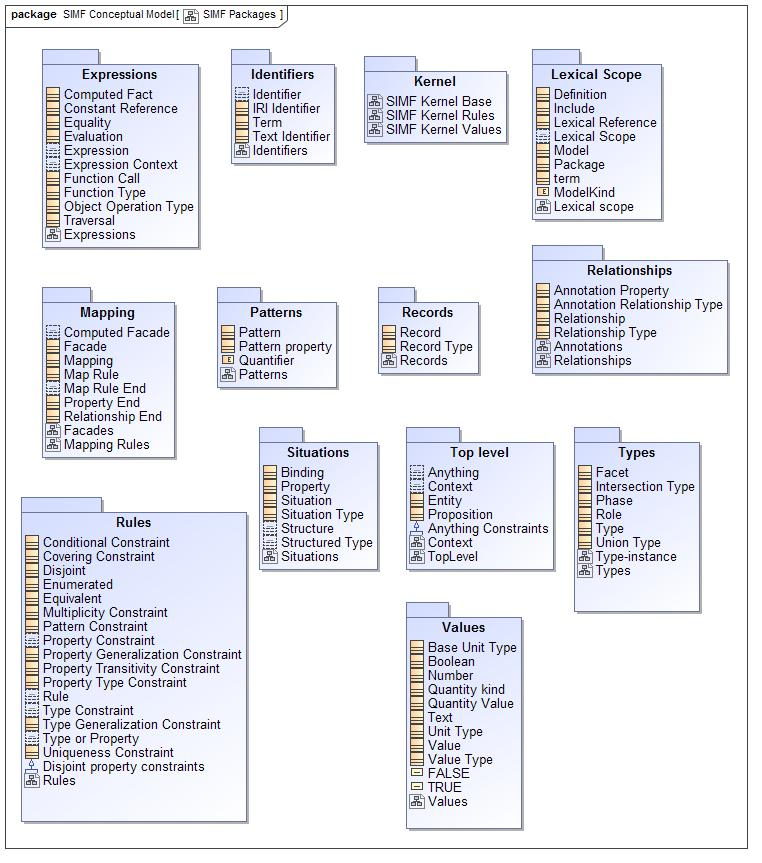 package SIMF Conceptual Model[ SIMF Packages ]
Expressions
Computed Fact
Constant Reference
Equality
Evaluation
Expression
Expression Context
Function Call
Function Type
Object Operation Type
Traversal
Expressions
Identifiers
Identifier
IRI Identifier
Term
Text Identifier
Identifiers
Kernel
SIMF Kernel Base
SIMF Kernel Rules
SIMF Kernel Values
Lexical Scope
Definition
Include
Lexical Reference
Lexical Scope
Model
Package
term
E ModelKind
Lexical scope
Mapping
Computed Facade
Facade
Mapping
Map Rule
Map Rule End
Property End
Relationship End
Facades
Mapping Rules
Patterns
Pattern
Pattern property
E Quantifier
Patterns
Records
Record
Record Type
Records
Relationships
Annotation Property
Annotation Relationship Type
Relationship
Relationship Type
Annotations
Relationships
Rules
Conditional Constraint
Covering Constraint
Disjoint
Enumerated
Equivalent
Multiplicity Constraint
Pattern Constraint
Property Constraint
Property Generalization Constraint
Property Transitivity Constraint
Property Type Constraint
Rule
Type Constraint
Type Generalization Constraint
Type or Property
Uniqueness Constraint
Disjoint property constraints
Rules
Situations
Binding
Property
Situation
Situation Type
Structure
Structured Type
Situations
Top level
Anything
Context
Entity
Proposition
Anything Constraints
Context
TopLevel
Types
Facet
Intersection Type
Phase
Role
Type
Union Type
Type-instance
Types
Values
Base Unit Type
Boolean
Number
Quantity kind
Quantity Value
Text
Unit Type
Value
Value Type
FALSE
TRUE
Values